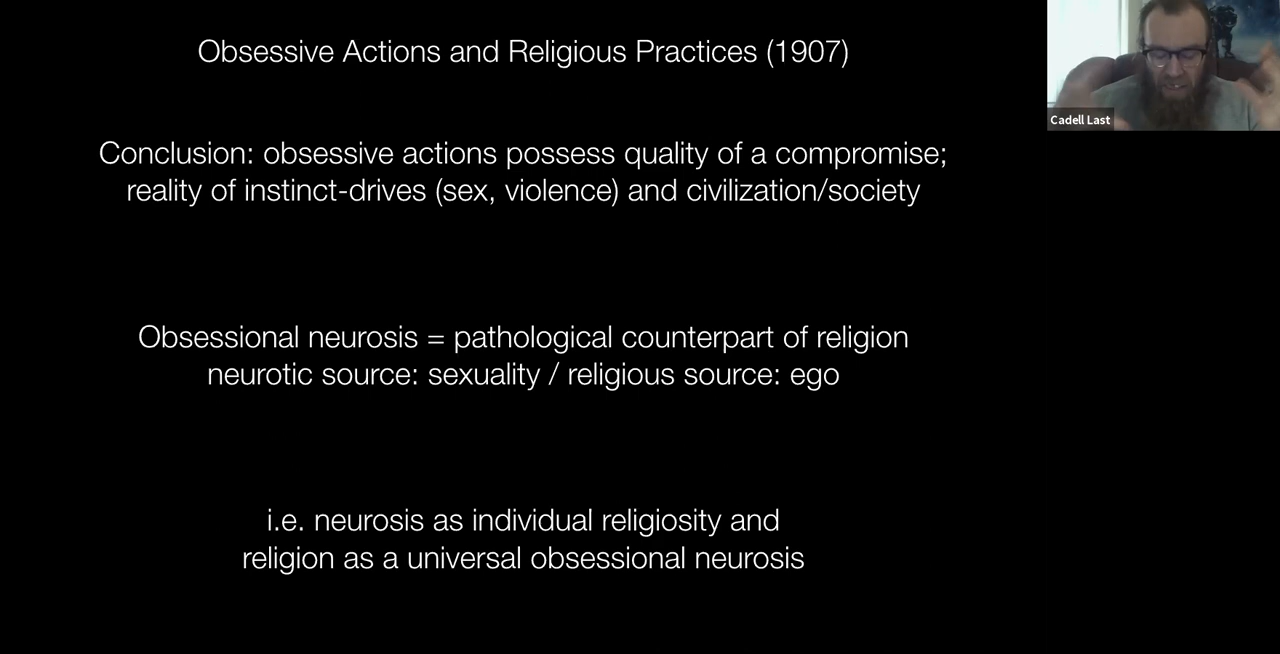 Obsessive Actions and Religious Practices (1907)
Cadell Last
Conclusion: obsessive actions possess quality of a compromise;
reality of instinct-drives (sex, violence) and civilization/society
Obsessional neurosis = pathological counterpart of religion
neurotic source: sexuality / religious source: ego
i.e. neurosis as individual religiosity and
religion as a universal obsessional neurosis